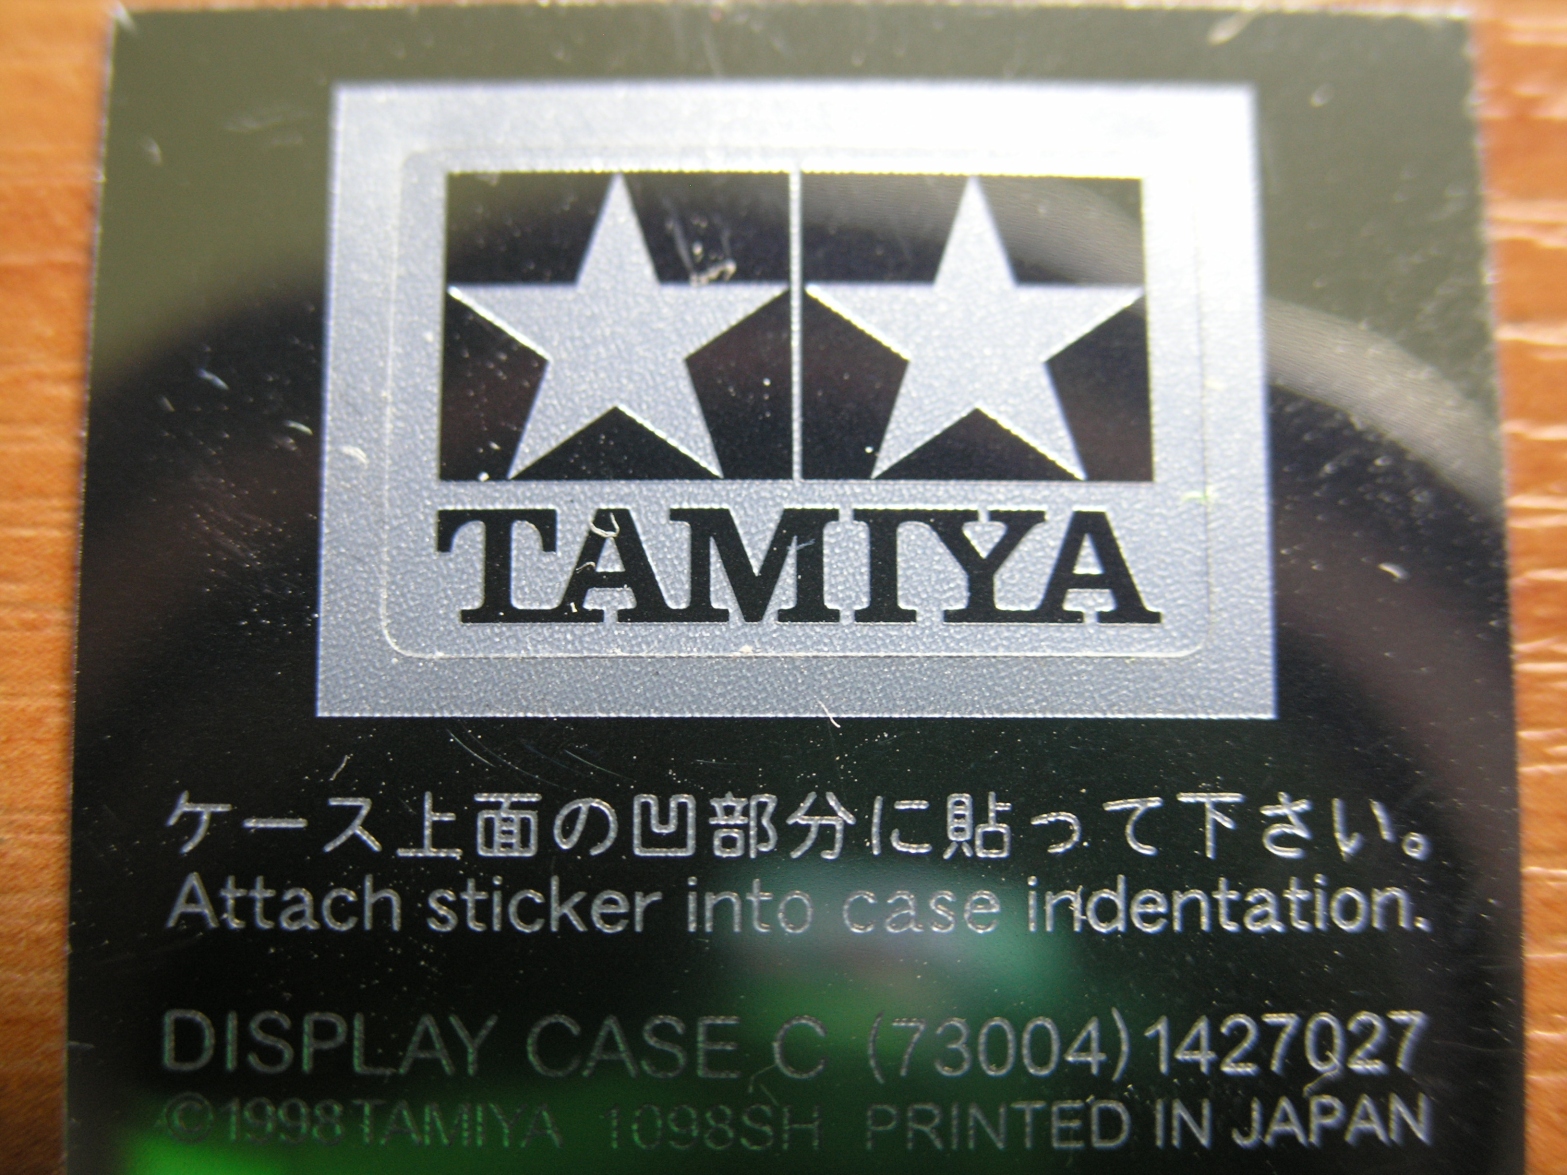 TAMIYA
ケース上面の凹部分に貼って下さい。
Attach sticker into case indentation.
DISPLAY CASE C (73004)1427027
©1998TAMIYA 1098SH PRINTED IN JAPAN